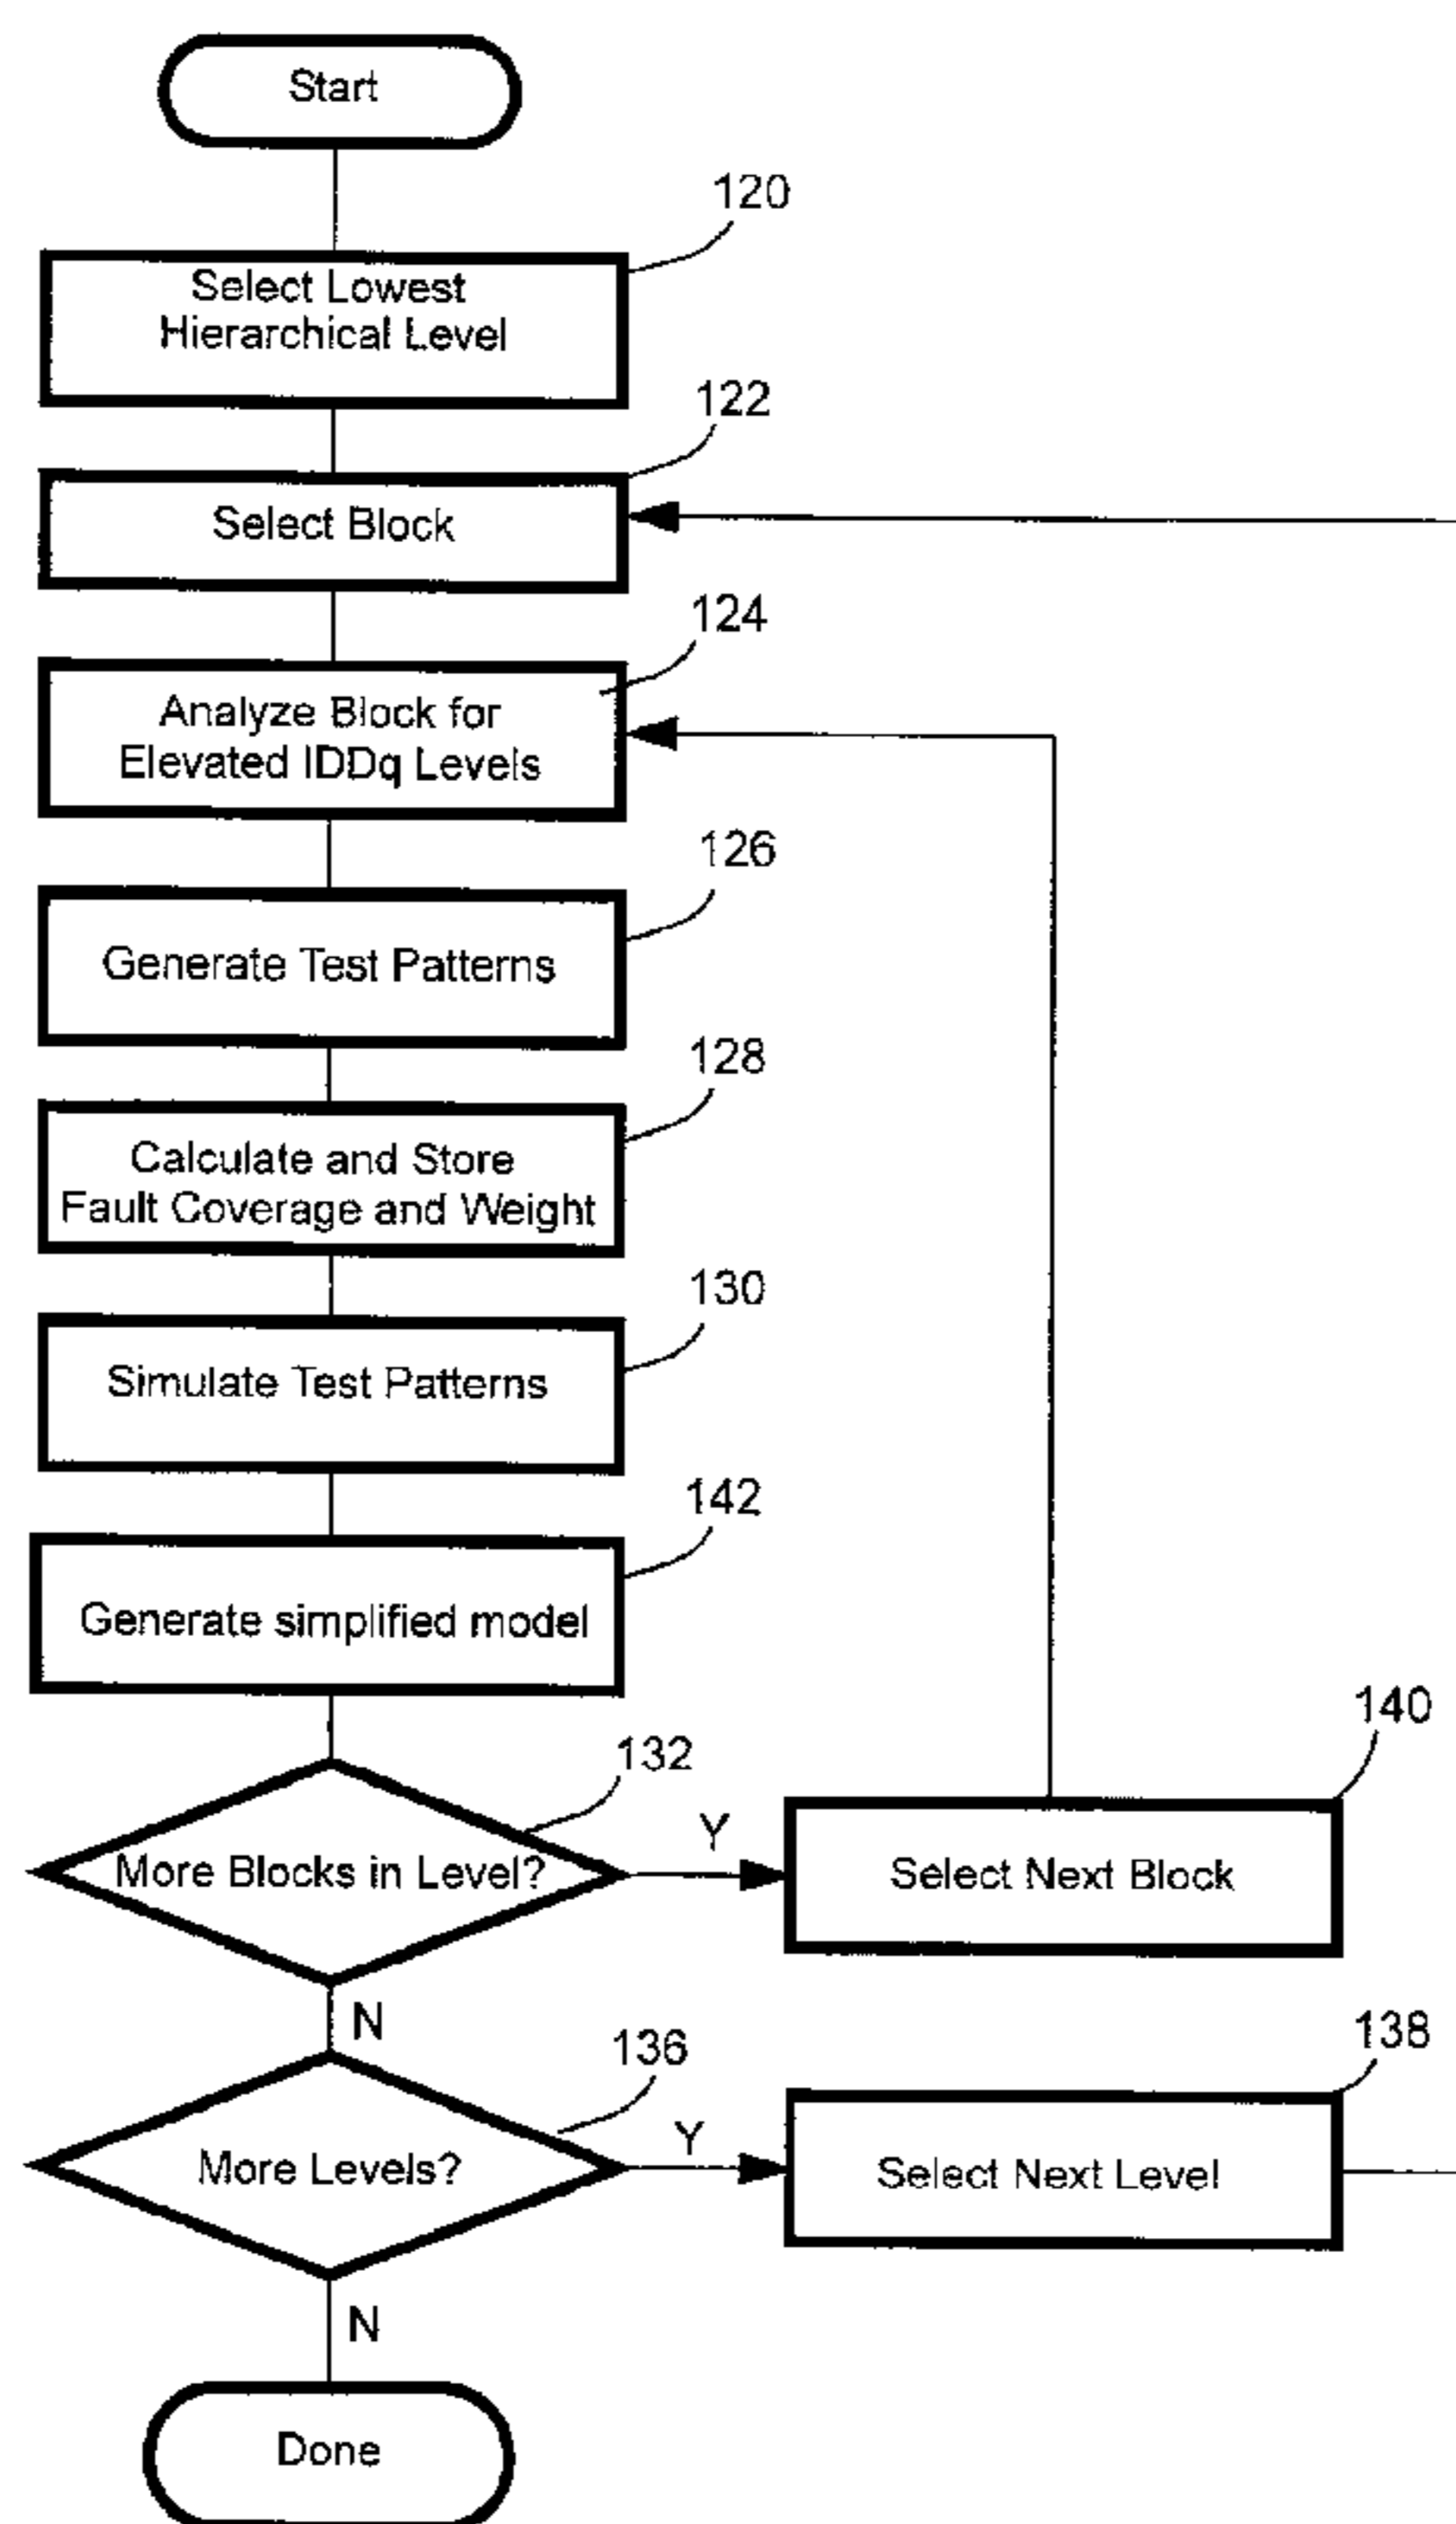 Start
120
Select Lowest
Hierarchical Level
122
Select Block
124
Analyze Block for
Elevated IDDq Levels
126
Generate Test Patterns
128
Calculate and Store
Fault Coverage and Weight
130
Simulate Test Patterns
142
Generate simplified model
132
More Blocks in Level?
Y
140
Select Next Block
N
136
More Levels?
Y
138
Select Next Level
N
Done